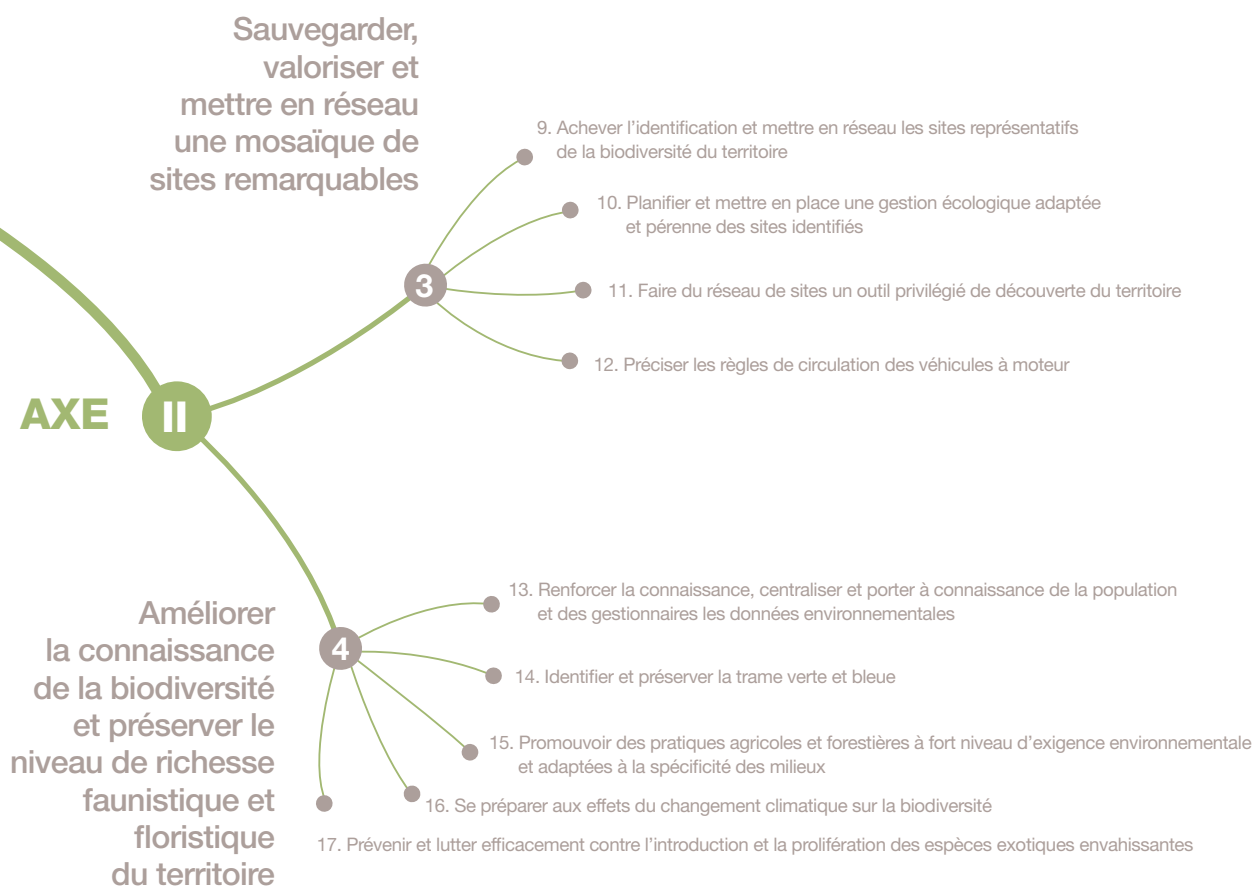 Sauvegarder,
valoriser et
mettre en réseau
une mosaïque de
sites remarquables
9. Achever l'identification et mettre en réseau les sites représentatifs
de la biodiversité du territoire
10. Planifier et mettre en place une gestion écologique adaptée
et pérenne des sites identifiés
3
11. Faire du réseau de sites un outil privilégié de découverte du territoire
12. Préciser les règles de circulation des véhicules à moteur
AXE II
Améliorer
la connaissance
de la biodiversité
et préserver le
niveau de richesse
faunistique et
floristique
du territoire
4
13. Renforcer la connaissance, centraliser et porter à connaissance de la population
et des gestionnaires les données environnementales
14. Identifier et préserver la trame verte et bleue
15. Promouvoir des pratiques agricoles et forestières à fort niveau d'exigence environnementale
et adaptées à la spécificité des milieux
16. Se préparer aux effets du changement climatique sur la biodiversité
17. Prévenir et lutter efficacement contre l'introduction et la prolifération des espèces exotiques envahissantes